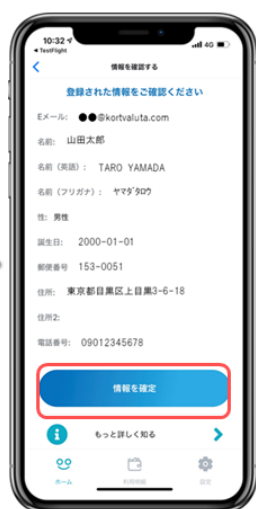 10:32
◀ TestFlight
4G
情報を確認する
登録された情報をご確認ください
Eメール: ●●@kortvaluta.com
名前: 山田太郎
名前（英語）: TARO YAMADA
名前（フリガナ）: ヤマダタロウ
性: 男性
誕生日: 2000-01-01
郵便番号 153-0051
住所: 東京都目黒区上目黒3-6-18
住所2:
電話番号: 09012345678
情報を確定
もっと詳しく知る
ホーム 利用明細 設定